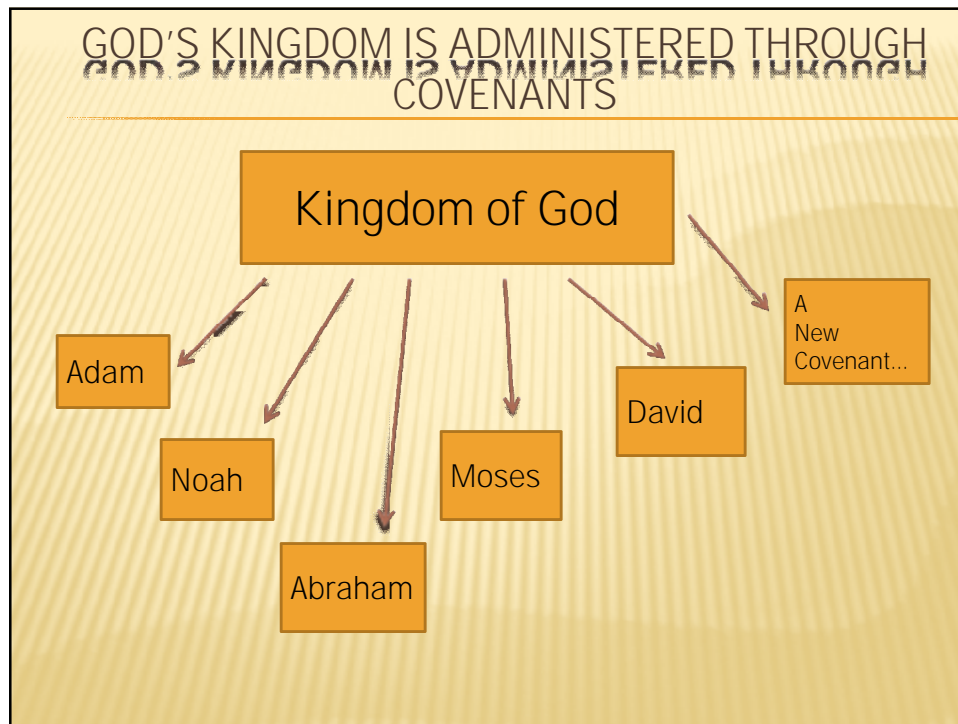 GOD'S KINGDOM IS ADMINISTERED THROUGH
COVENANTS
Kingdom of God
Adam
Noah
Abraham
Moses
David
A
New
Covenant...